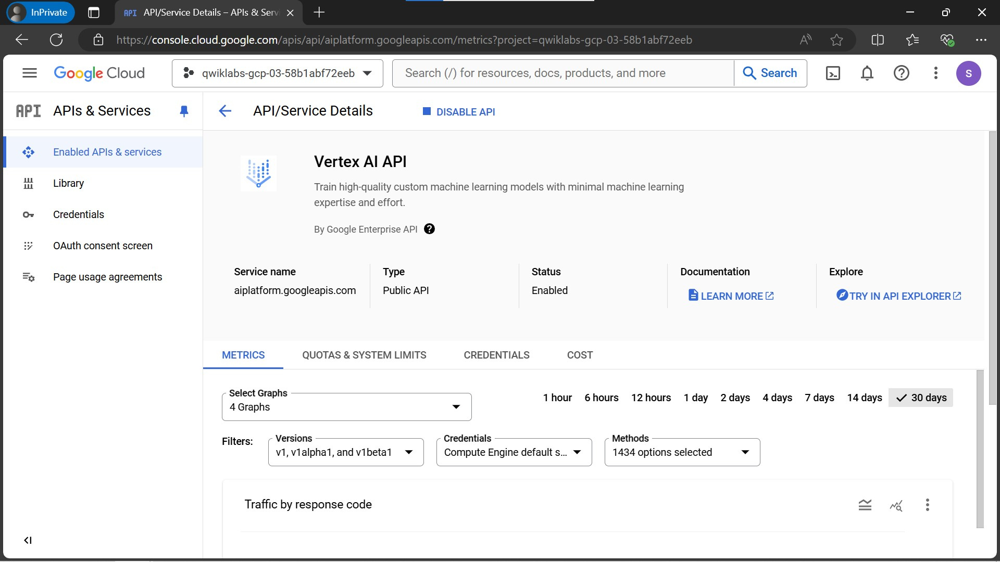 InPrivate
API API/Service Details – APIs & Serv
https://console.cloud.google.com/apis/api/aiplatform.googleapis.com/metrics?project=qwiklabs-gcp-03-58b1abf72eeb
Google Cloud
qwiklabs-gcp-03-58b1abf72eeb
Search (/) for resources, docs, products, and more
Search
S
API APIs & Services
API/Service Details
DISABLE API
Enabled APIs & services
Library
Credentials
OAuth consent screen
Page usage agreements
Vertex AI API
Train high-quality custom machine learning models with minimal machine learning
expertise and effort.
By Google Enterprise API
Service name
aiplatform.googleapis.com
Type
Public API
Status
Enabled
Documentation
LEARN MORE
Explore
TRY IN API EXPLORER
METRICS
QUOTAS & SYSTEM LIMITS
CREDENTIALS
COST
Select Graphs
4 Graphs
1 hour
6 hours
12 hours
1 day
2 days
4 days
7 days
14 days
30 days
Filters:
Versions
v1, v1alpha1, and v1beta1
Credentials
Compute Engine default s...
Methods
1434 options selected
Traffic by response code